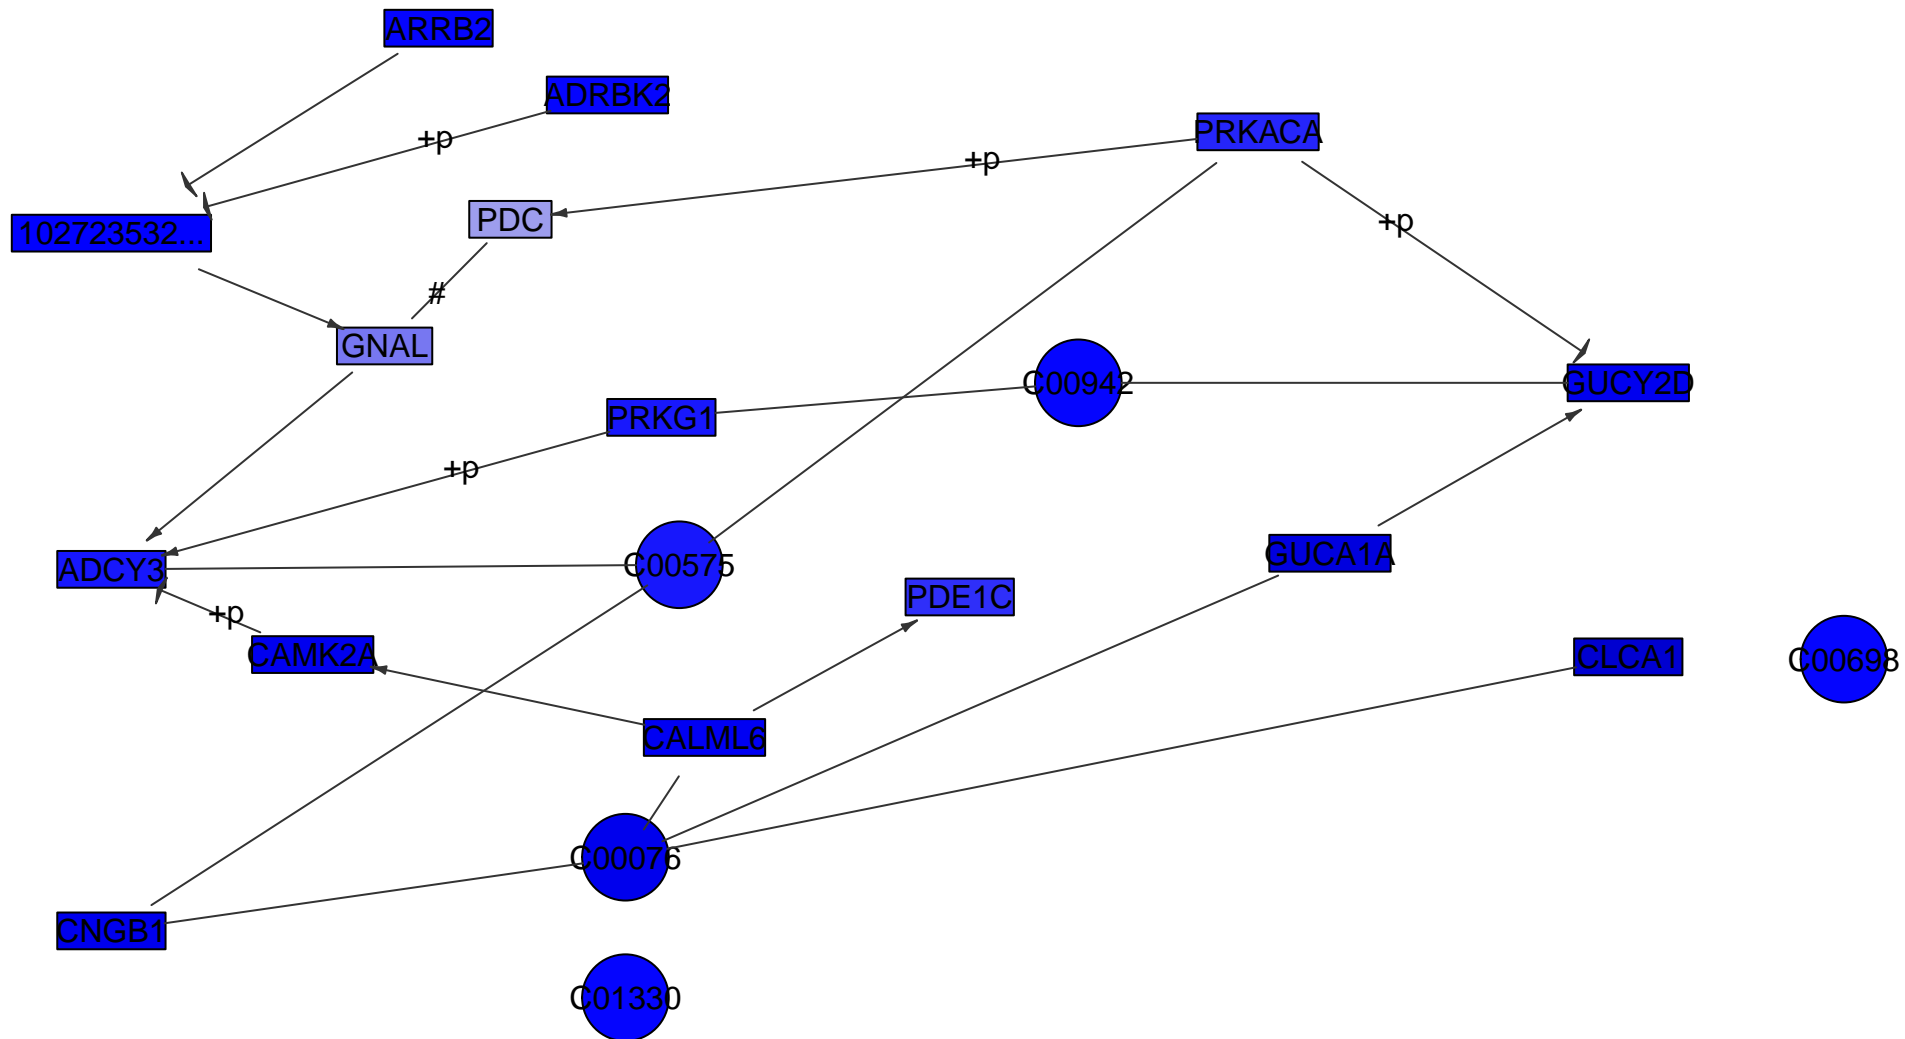 ARRB2
ADRBK2
PRKACA
+p
+p
PDC
+p
102723532...
#
GNAL
C00942
GUCY2D
PRKG1
+p
GUCA1A
ADCY3
C00575
PDE1C
+p
CAMK2A
CLCA1
C00698
CALML6
C00076
CNGB1
C01330